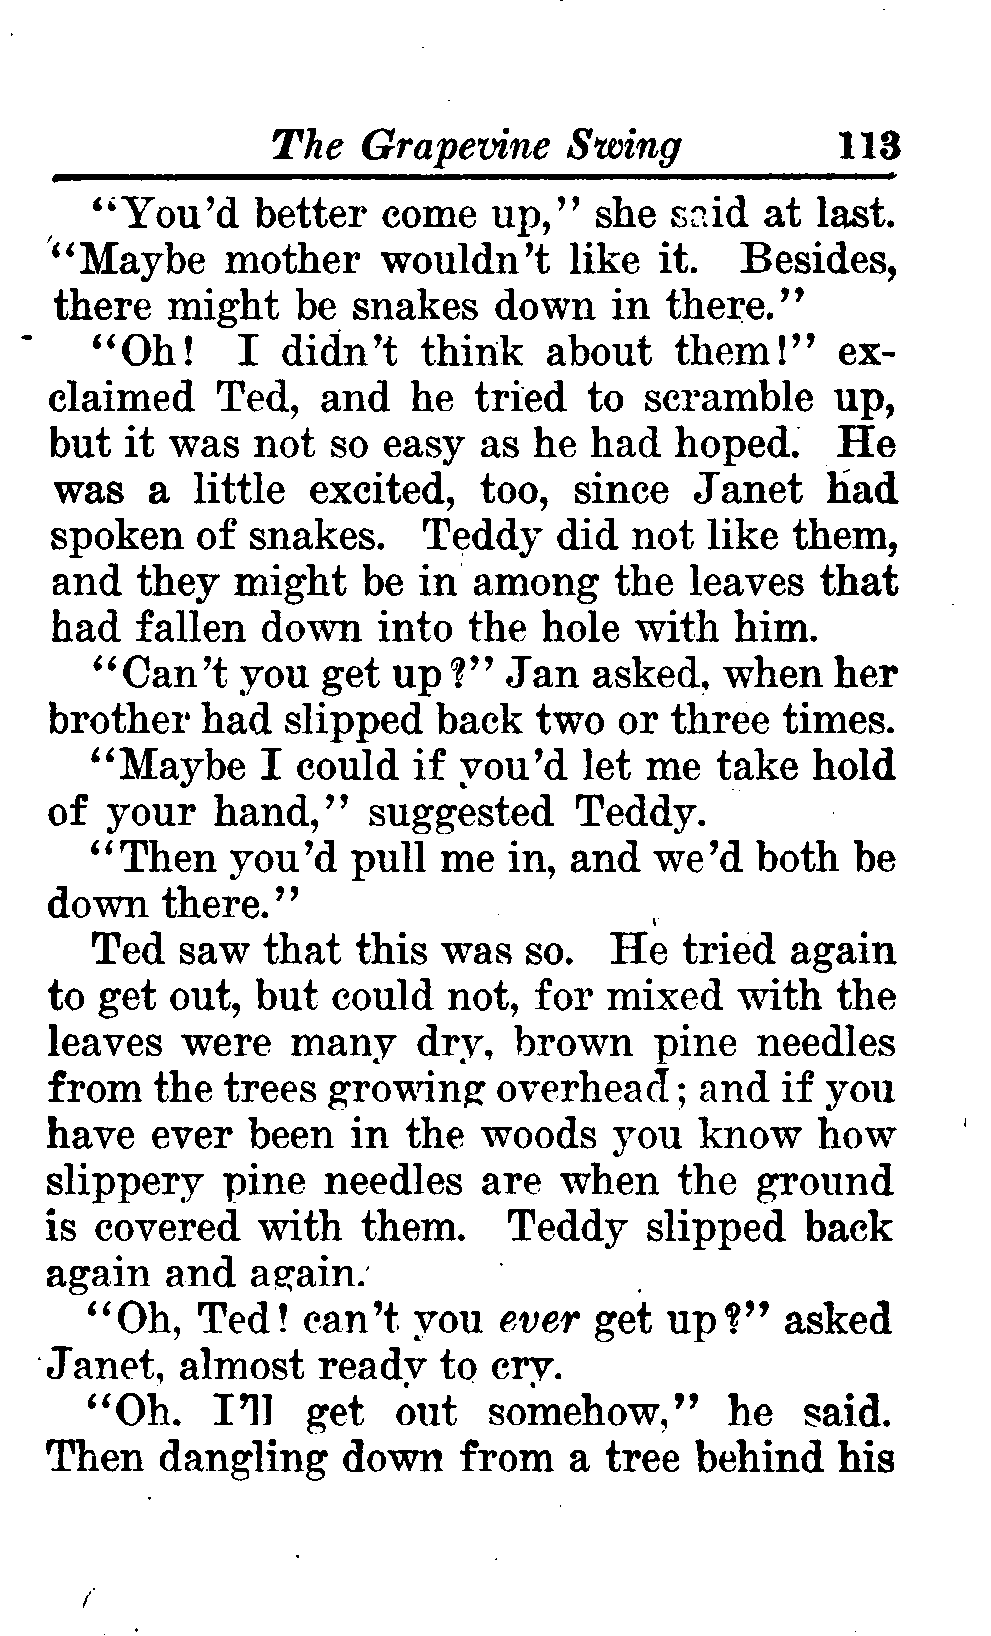 The Grapevine Swing 113
“You’d better come up,” she said at last.
“Maybe mother wouldn’t like it. Besides,
there might be snakes down in there.”
“Oh! I didn’t think about them!” ex-
claimed Ted, and he tried to scramble up,
but it was not so easy as he had hoped. He
was a little excited, too, since Janet had
spoken of snakes. Teddy did not like them,
and they might be in among the leaves that
had fallen down into the hole with him.
“Can’t you get up?” Jan asked, when her
brother had slipped back two or three times.
“Maybe I could if you’d let me take hold
of your hand,” suggested Teddy.
“Then you’d pull me in, and we’d both be
down there.”
Ted saw that this was so. He tried again
to get out, but could not, for mixed with the
leaves were many dry, brown pine needles
from the trees growing overhead; and if you
have ever been in the woods you know how
slippery pine needles are when the ground
is covered with them. Teddy slipped back
again and again.
“Oh, Ted! can’t you ever get up?” asked
Janet, almost ready to cry.
“Oh. I’ll get out somehow,” he said.
Then dangling down from a tree behind his